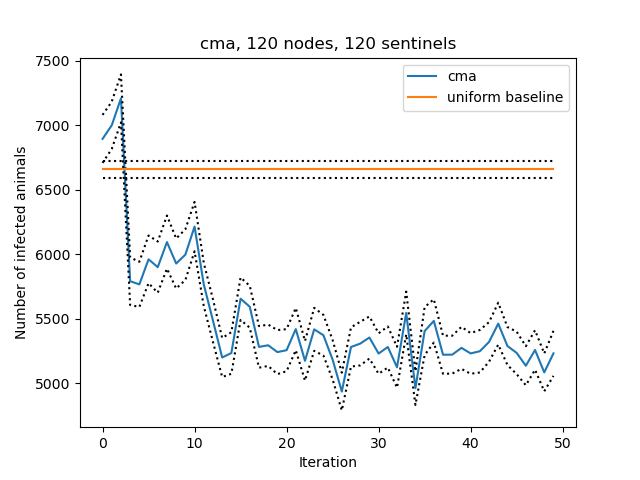 cma, 120 nodes, 120 sentinels
cma
uniform baseline
Number of infected animals
7500
7000
6500
6000
5500
5000
0 10 20 30 40 50
Iteration